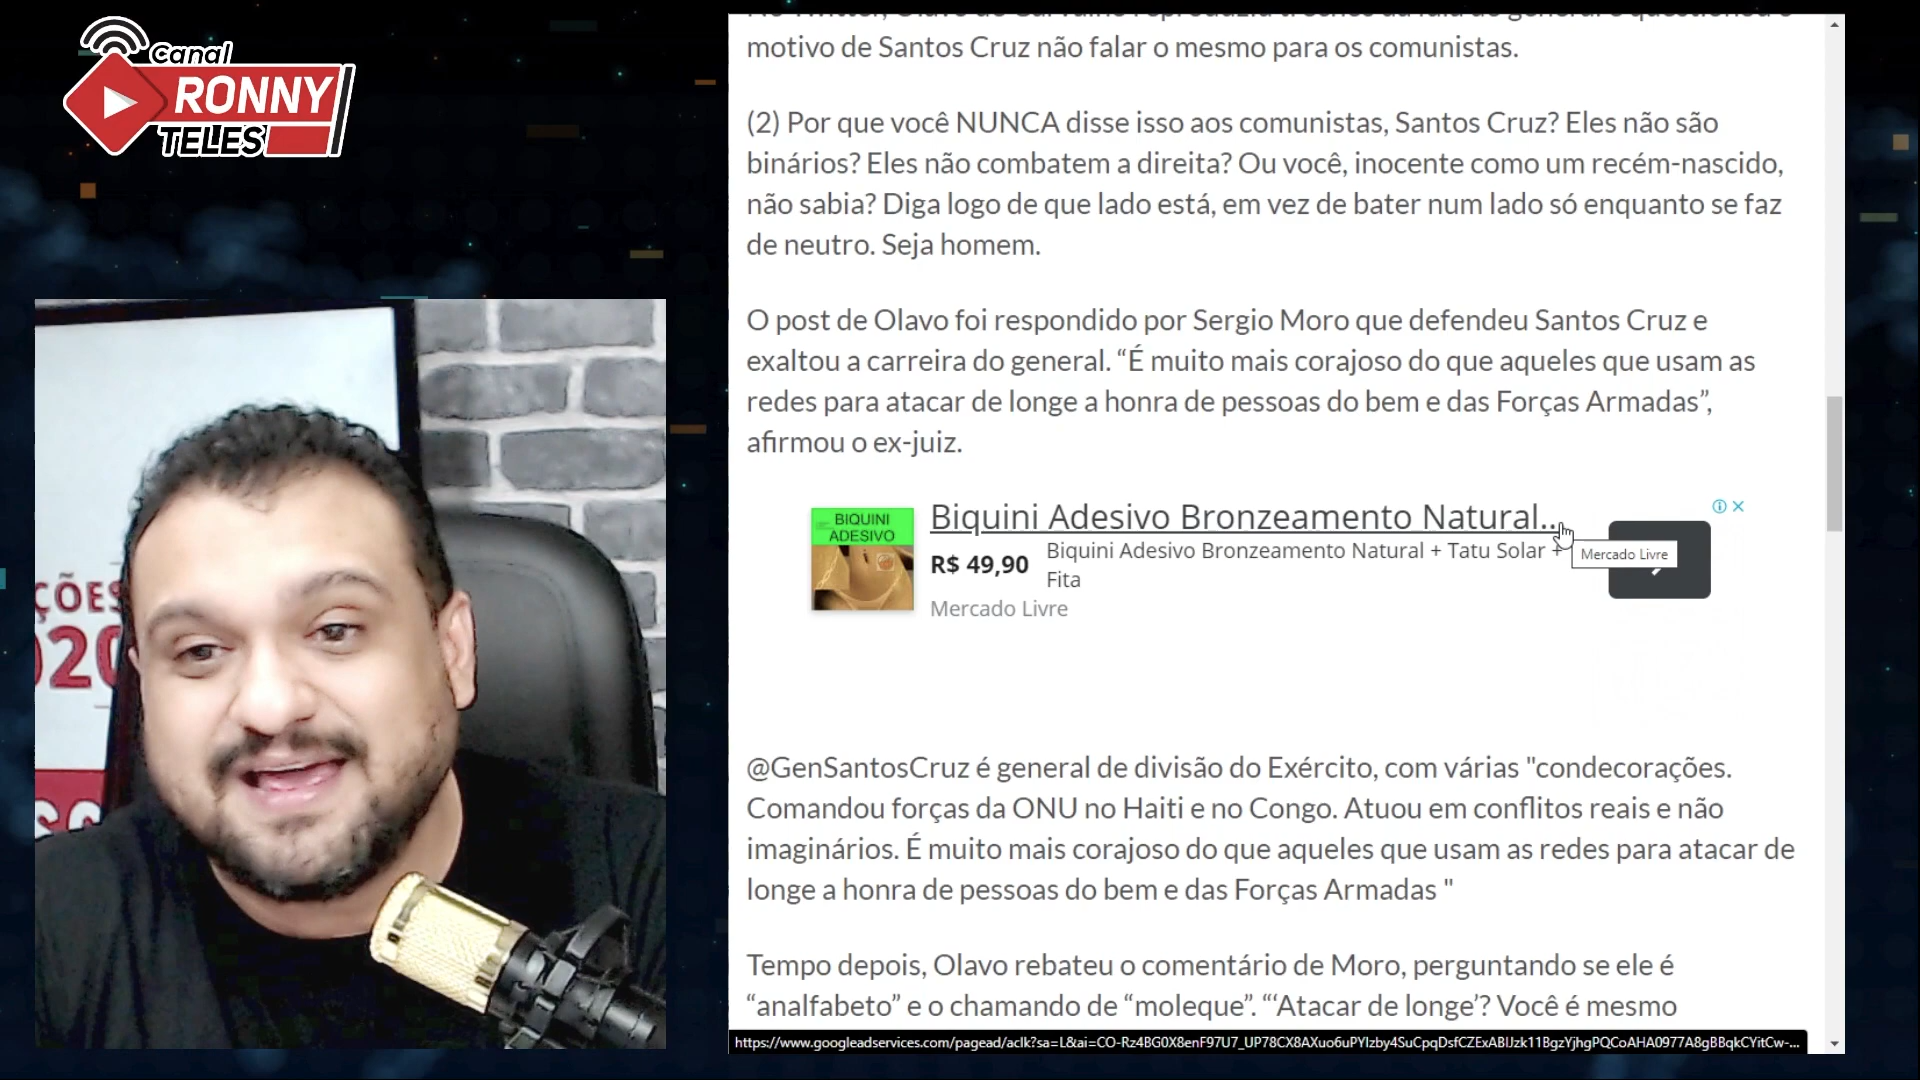 Canal
RONNY
TELES
motivo de Santos Cruz não falar o mesmo para os comunistas.
(2) Por que você NUNCA disse isso aos comunistas, Santos Cruz? Eles não são
binários? Eles não combatem a direita? Ou você, inocente como um recém-nascido,
não sabia? Diga logo de que lado está, em vez de bater num lado só enquanto se faz
de neutro. Seja homem.
O post de Olavo foi respondido por Sergio Moro que defendeu Santos Cruz e
exaltou a carreira do general. “É muito mais corajoso do que aqueles que usam as
redes para atacar de longe a honra de pessoas do bem e das Forças Armadas”,
afirmou o ex-juiz.
BIQUINI
ADESIVO
Biquini Adesivo Bronzeamento Natural...
R$ 49,90
Biquini Adesivo Bronzeamento Natural + Tatu Solar +
Fita
Mercado Livre
Mercado Livre
@GenSantosCruz é general de divisão do Exército, com várias "condecorações.
Comandou forças da ONU no Haiti e no Congo. Atuou em conflitos reais e não
imaginários. É muito mais corajoso do que aqueles que usam as redes para atacar de
longe a honra de pessoas do bem e das Forças Armadas "
Tempo depois, Olavo rebateu o comentário de Moro, perguntando se ele é
“analfabeto” e o chamando de “moleque”. “‘Atacar de longe’? Você é mesmo
ÇÕES
020